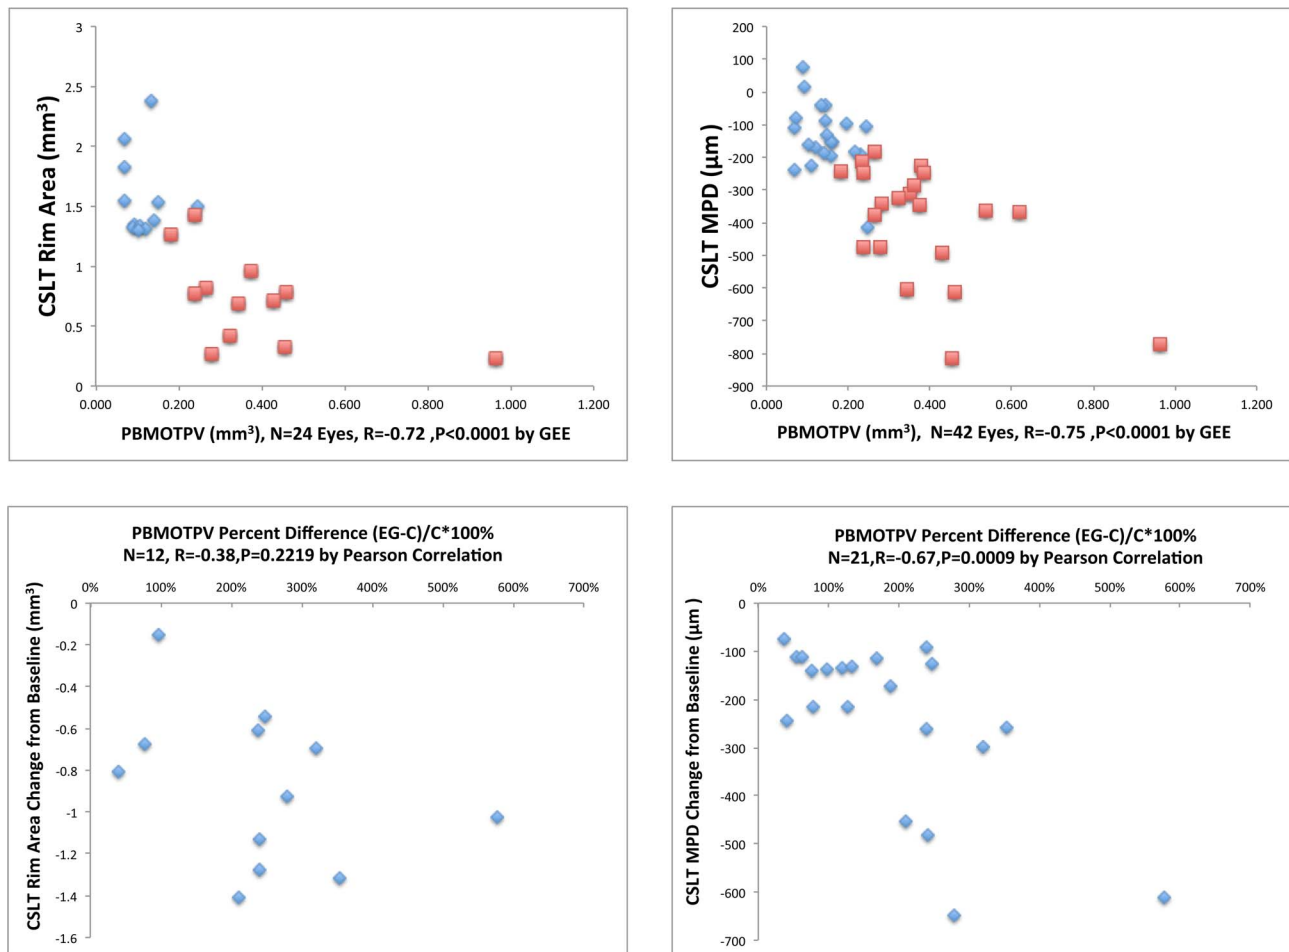 3
2.5
2
1.5
1
0.5
0
CSLT Rim Area (mm³)
0.000 0.200 0.400 0.600 0.800 1.000 1.200
PBMOTPV (mm³), N=24 Eyes, R=-0.72 ,P<0.0001 by GEE
200
100
0
-100
-200
-300
-400
-500
-600
-700
-800
-900
CSLT MPD (µm )
0.000 0.200 0.400 0.600 0.800 1.000 1.200
PBMOTPV (mm³), N=42 Eyes, R=-0.75 ,P<0.0001 by GEE
PBMOTPV Percent Difference (EG-C)/C*100%
N=12, R=-0.38,P=0.2219 by Pearson Correlation
0% 100% 200% 300% 400% 500% 600% 700%
0
-0.2
-0.4
-0.6
-0.8
-1
-1.2
-1.4
-1.6
CSLT Rim Area Change from Baseline (mm³)
PBMOTPV Percent Difference (EG-C)/C*100%
N=21,R=-0.67,P=0.0009 by Pearson Correlation
0% 100% 200% 300% 400% 500% 600% 700%
0
-100
-200
-300
-400
-500
-600
-700
CSLT MPD Change from Baseline (µm )